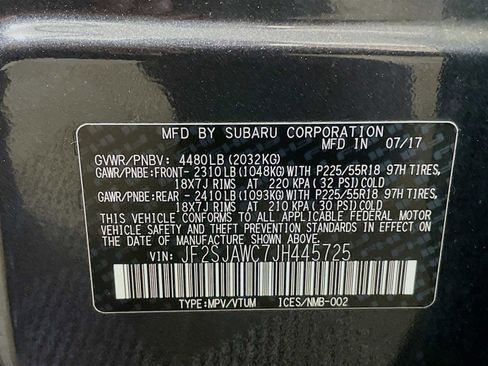 MFD BY SUBARU CORPORATION
MFD IN 07/17
GVWR/PNBV: 4480LB(2032KG)
GAWR/PNBE:FRONT- 2310LB(1048KG)WITH P225/55R18 97H TIRES,
18X7J RIMS AT 220 KPA(32 PSI)COLD
GAWR/PNBE:REAR -2410LB(1093KG)WITH P225/55R18 97H TIRES,
18X7J RIMS AT 210 KPA(30 PSI)COLD
THIS VEHICLE CONFORMS TO ALL APPLICABLE FEDERAL MOTOR
VEHICLE SAFETY AND THEFT PREVENTION STANDARDS IN EFFECT
ON THE DATE OF MANUFACTURE SHOWN ABOVE.
VIN: JF2SJAWC7JH445725
TYPE:MPV/VTUM ICES/NMB-002